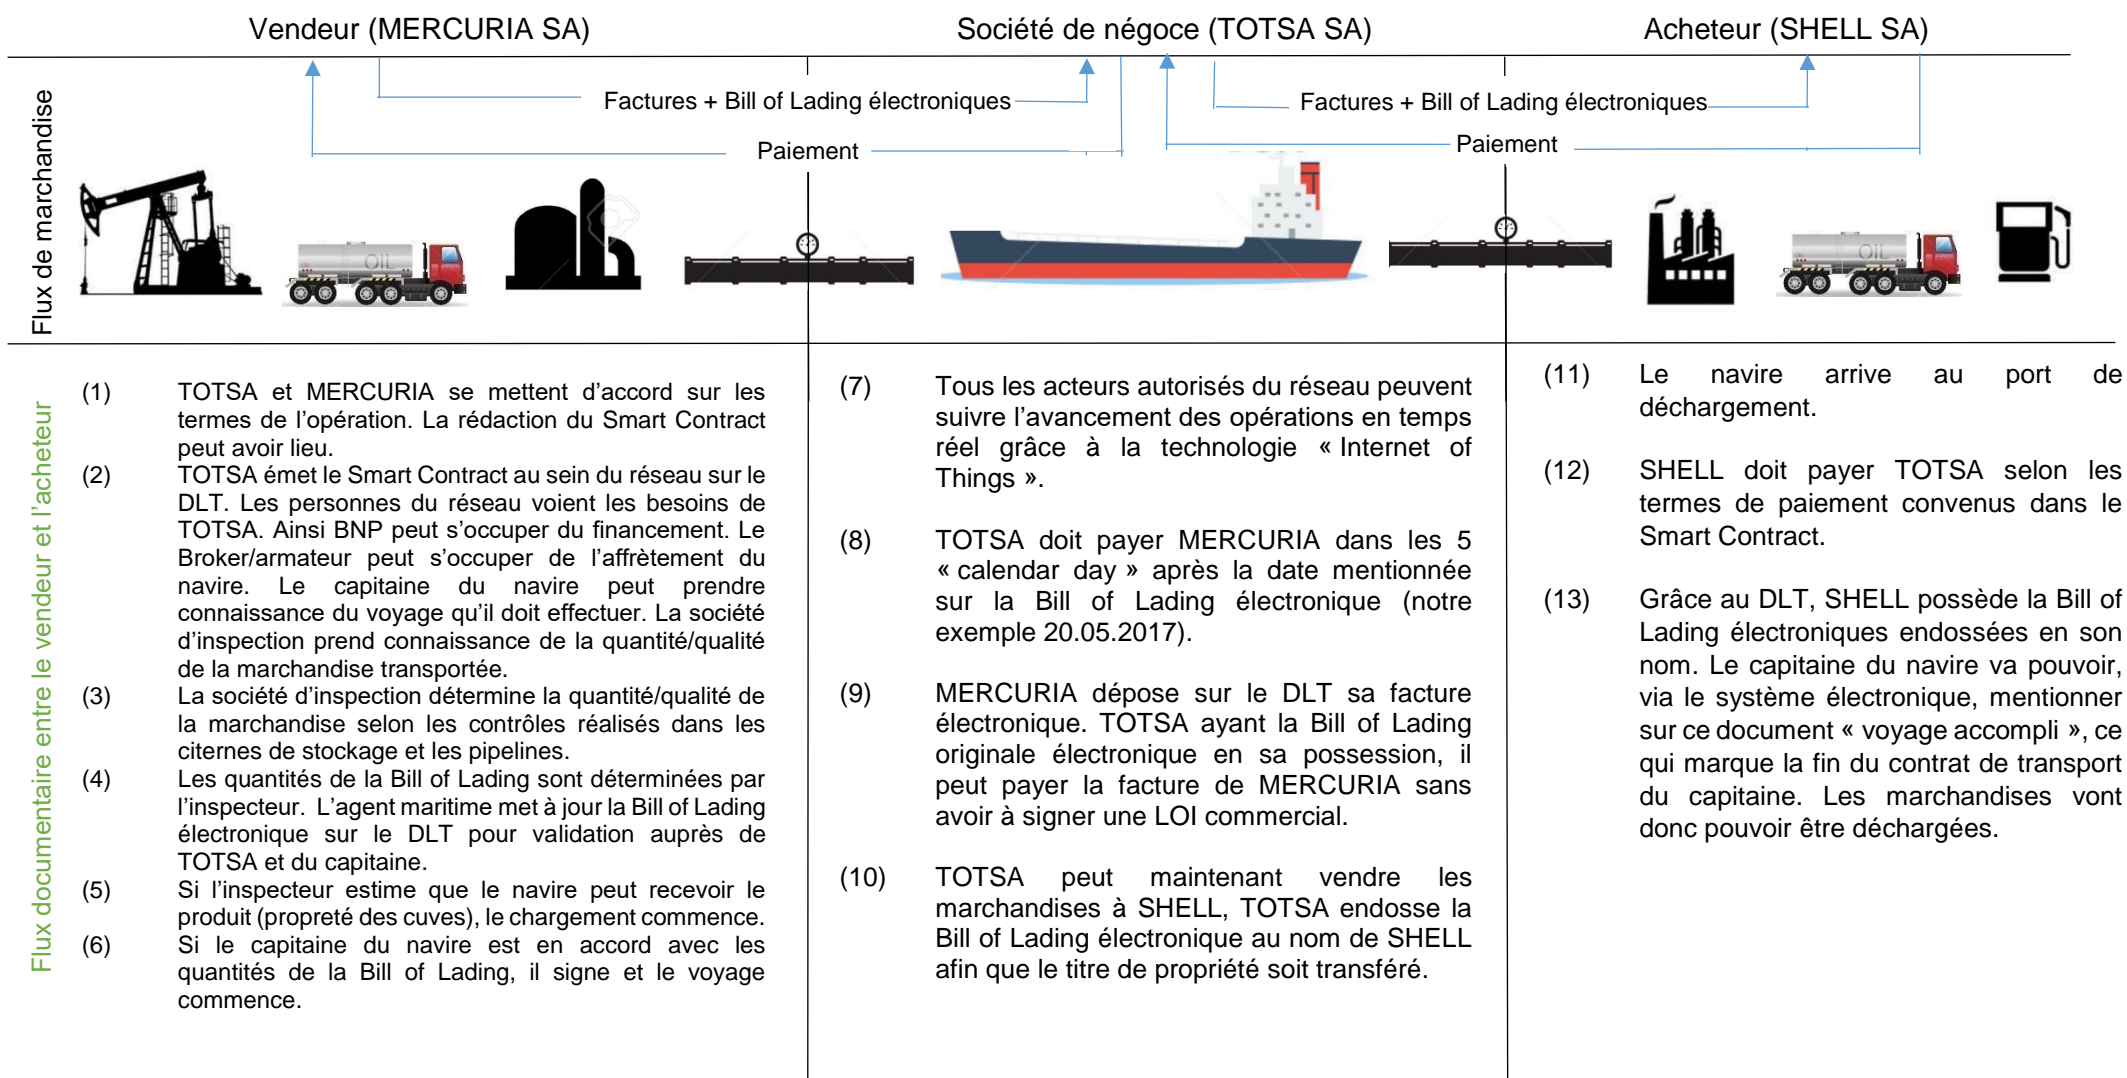 Vendeur (MERCURIA SA)
Société de négoce (TOTSA SA)
Acheteur (SHELL SA)
Flux de marchandise
Factures + Bill of Lading électroniques
Factures + Bill of Lading électroniques
Paiement
Paiement
OIL
OIL
Flux documentaire entre le vendeur et l'acheteur
(1) TOTSA et MERCURIA se mettent d'accord sur les
termes de l'opération. La rédaction du Smart Contract
peut avoir lieu.
(2) TOTSA émet le Smart Contract au sein du réseau sur le
DLT. Les personnes du réseau voient les besoins de
TOTSA. Ainsi BNP peut s'occuper du financement. Le
Broker/armateur peut s'occuper de l'affrètement du
navire. Le capitaine du navire peut prendre
connaissance du voyage qu'il doit effectuer. La société
d'inspection prend connaissance de la quantité/qualité
de la marchandise transportée.
(3) La société d'inspection détermine la quantité/qualité de
la marchandise selon les contrôles réalisés dans les
citernes de stockage et les pipelines.
(4) Les quantités de la Bill of Lading sont déterminées par
l'inspecteur. L'agent maritime met à jour la Bill of Lading
électronique sur le DLT pour validation auprès de
TOTSA et du capitaine.
(5) Si l'inspecteur estime que le navire peut recevoir le
produit (propreté des cuves), le chargement commence.
(6) Si le capitaine du navire est en accord avec les
quantités de la Bill of Lading, il signe et le voyage
commence.
(7) Tous les acteurs autorisés du réseau peuvent
suivre l'avancement des opérations en temps
réel grâce à la technologie « Internet of
Things ».
(8) TOTSA doit payer MERCURIA dans les 5
« calendar day » après la date mentionnée
sur la Bill of Lading électronique (notre
exemple 20.05.2017).
(9) MERCURIA dépose sur le DLT sa facture
électronique. TOTSA ayant la Bill of Lading
originale électronique en sa possession, il
peut payer la facture de MERCURIA sans
avoir à signer une LOI commercial.
(10) TOTSA peut maintenant vendre les
marchandises à SHELL, TOTSA endosse la
Bill of Lading électronique au nom de SHELL
afin que le titre de propriété soit transféré.
(11) Le navire arrive au port de
déchargement.
(12) SHELL doit payer TOTSA selon les
termes de paiement convenus dans le
Smart Contract.
(13) Grâce au DLT, SHELL possède la Bill of
Lading électroniques endossées en son
nom. Le capitaine du navire va pouvoir,
via le système électronique, mentionner
sur ce document « voyage accompli », ce
qui marque la fin du contrat de transport
du capitaine. Les marchandises vont
donc pouvoir être déchargées.